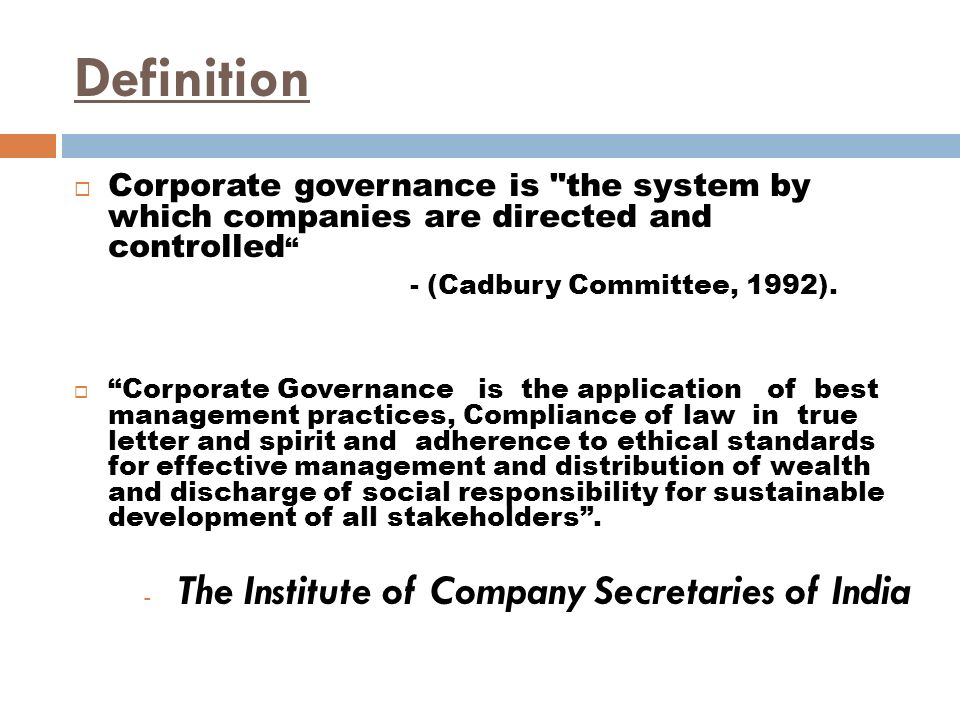 Definition
Corporate governance is "the system by
which companies are directed and
controlled“
- (Cadbury Committee, 1992).
“Corporate Governance is the application of best
management practices, Compliance of law in true
letter and spirit and adherence to ethical standards
for effective management and distribution of wealth
and discharge of social responsibility for sustainable
development of all stakeholders”.
- The Institute of Company Secretaries of India